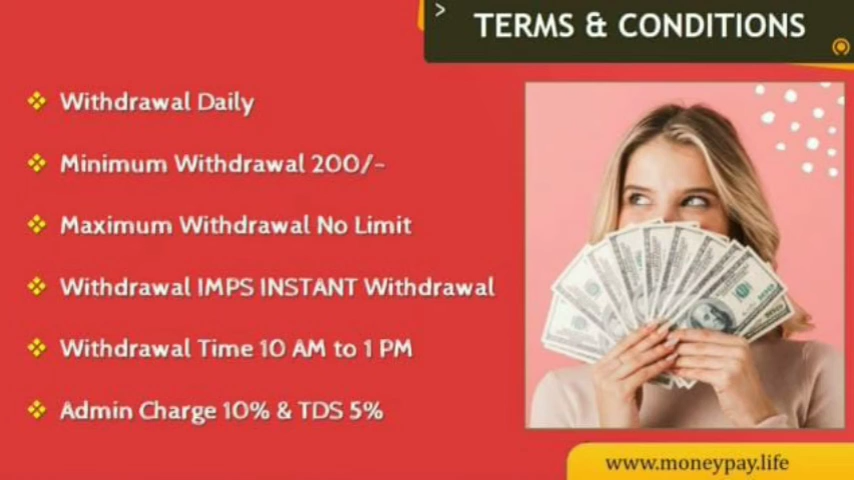 >
TERMS & CONDITIONS
Withdrawal Daily
Minimum Withdrawal 200/-
Maximum Withdrawal No Limit
Withdrawal IMPS INSTANT Withdrawal
Withdrawal Time 10 AM to 1 PM
Admin Charge 10% & TDS 5%
www.moneypay.life